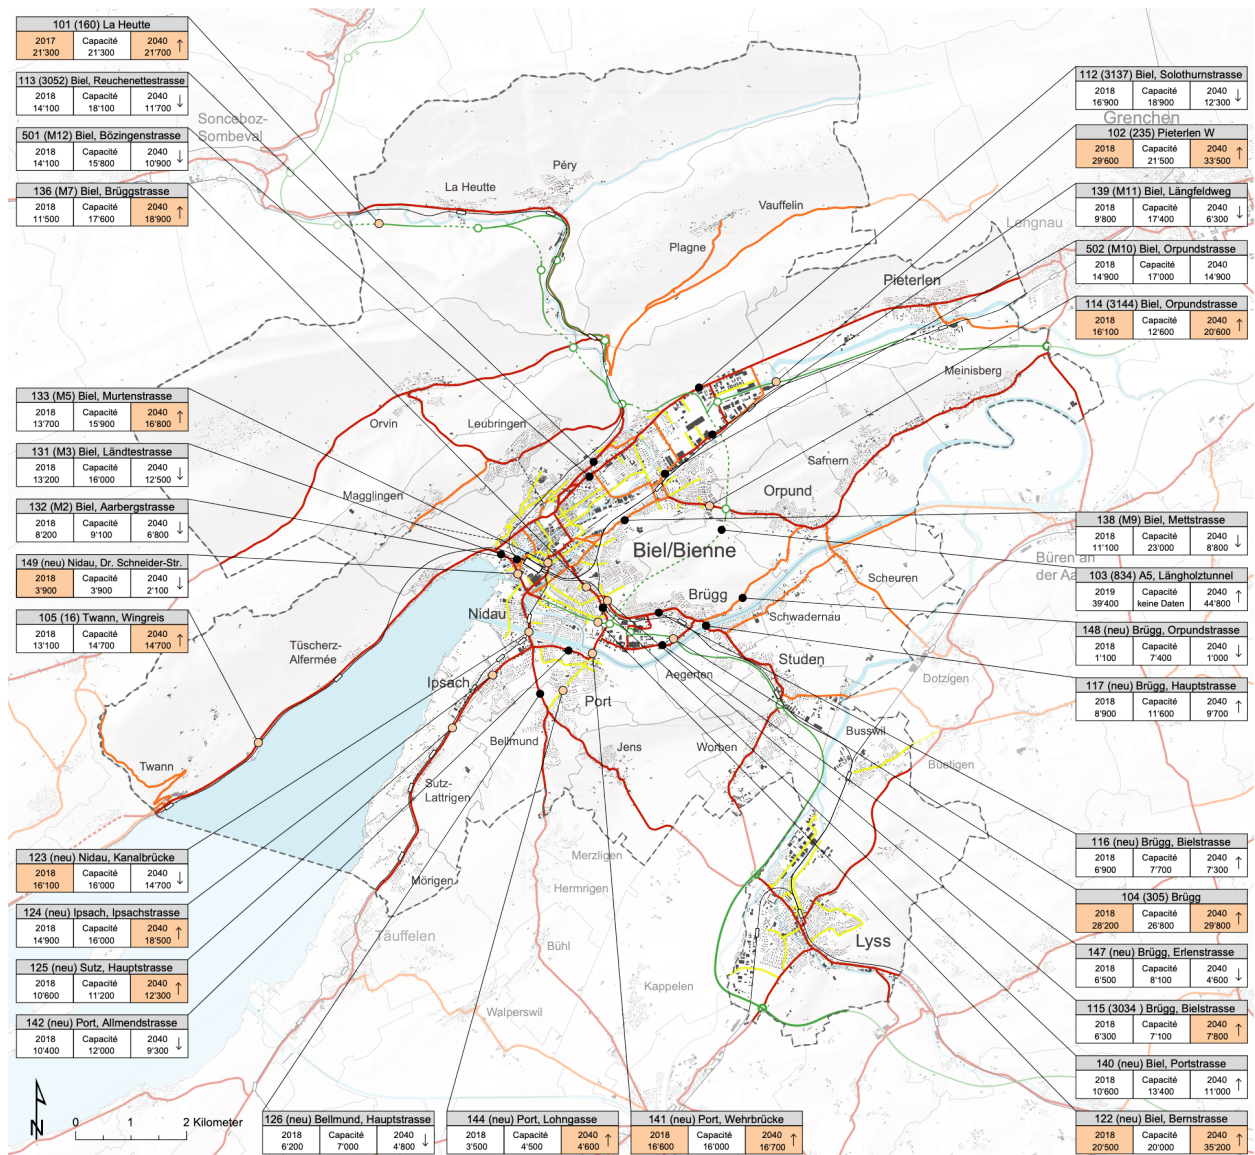 101 (160) La Heutte
2017 Capacité 2040
21'300 21'300 21'700
113 (3052) Biel, Reuchenettestrasse
2018 Capacité 2040
14'100 18'100 11'700
501 (M12) Biel, Bözingenstrasse
2018 Capacité 2040
14'100 15'800 10'900
136 (M7) Biel, Brüggstrasse
2018 Capacité 2040
11'500 17'600 18'900
112 (3137) Biel, Solothurnstrasse
2018 Capacité 2040
16'900 18'900 12'300
102 (235) Pieterlen W
2018 Capacité 2040
29'600 21'500 33'500
139 (M11) Biel, Längfeldweg
2018 Capacité 2040
9'800 17'400 6'300
502 (M10) Biel, Orpundstrasse
2018 Capacité 2040
14'900 17'000 14'900
114 (3144) Biel, Orpundstrasse
2018 Capacité 2040
16'100 12'600 20'600
Sonceboz-
Sombeval
Grenchen
Péry
La Heutte
Vauffelin
Lengnau
Plagne
Pieterlen
Meinisberg
Orvin
Leubringen
Safnern
Magglingen
Orpund
Biel/Bienne
Büren an
der Aa
Scheuren
Brügg
Schwadernau
Nidau
Tüscherz-
Alfermée
Studen
Ipsach
Aegerten
Dotzigen
Port
Bellmund
Busswil
Jens
Worben
Büetigen
Twann
Sutz-
Lattrigen
Merzligen
Mörigen
Hermrigen
Täuffelen
Bühl
Lyss
Kappelen
Walperswil
133 (M5) Biel, Murtenstrasse
2018 Capacité 2040
13'700 15'900 16'800
131 (M3) Biel, Ländtestrasse
2018 Capacité 2040
13'200 16'000 12'500
132 (M2) Biel, Aarbergstrasse
2018 Capacité 2040
8'200 9'100 6'800
149 (neu) Nidau, Dr. Schneider-Str.
2018 Capacité 2040
3'900 3'900 2'100
105 (16) Twann, Wingreis
2018 Capacité 2040
13'100 14'700 14'700
138 (M9) Biel, Mettstrasse
2018 Capacité 2040
11'100 23'000 8'800
103 (834) A5, Längholztunnel
2019 Capacité 2040
39'400 keine Daten 44'800
148 (neu) Brügg, Orpundstrasse
2018 Capacité 2040
1'100 7'400 1'000
117 (neu) Brügg, Hauptstrasse
2018 Capacité 2040
8'900 11'600 9'700
123 (neu) Nidau, Kanalbrücke
2018 Capacité 2040
16'100 16'000 14'700
124 (neu) Ipsach, Ipsachstrasse
2018 Capacité 2040
14'900 16'000 18'500
125 (neu) Sutz, Hauptstrasse
2018 Capacité 2040
10'600 11'200 12'300
142 (neu) Port, Allmendstrasse
2018 Capacité 2040
10'400 12'000 9'300
116 (neu) Brügg, Bielstrasse
2018 Capacité 2040
6'900 7'700 7'300
104 (305) Brügg
2018 Capacité 2040
28'200 26'800 29'800
147 (neu) Brügg, Erlenstrasse
2018 Capacité 2040
6'500 8'100 4'600
115 (3034 ) Brügg, Bielstrasse
2018 Capacité 2040
6'300 7'100 7'800
140 (neu) Biel, Portstrasse
2018 Capacité 2040
10'600 13'400 11'000
122 (neu) Biel, Bernstrasse
2018 Capacité 2040
20'500 20'000 35'200
126 (neu) Bellmund, Hauptstrasse
2018 Capacité 2040
6'200 7'000 4'800
144 (neu) Port, Lohngasse
2018 Capacité 2040
3'500 4'500 4'600
141 (neu) Port, Wehrbrücke
2018 Capacité 2040
16'600 16'000 16'700
N
0 1 2 Kilometer